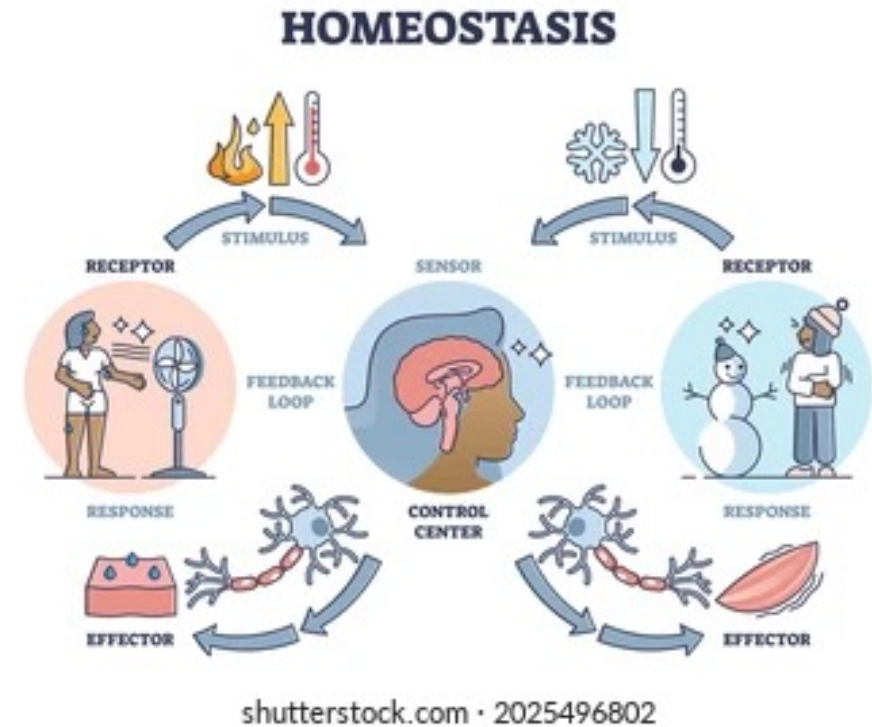 HOMEOSTASIS
STIMULUS
STIMULUS
RECEPTOR
SENSOR
RECEPTOR
FEEDBACK
LOOP
FEEDBACK
LOOP
RESPONSE
CONTROL
CENTER
RESPONSE
EFFECTOR
EFFECTOR
shutterstock.com · 2025496802